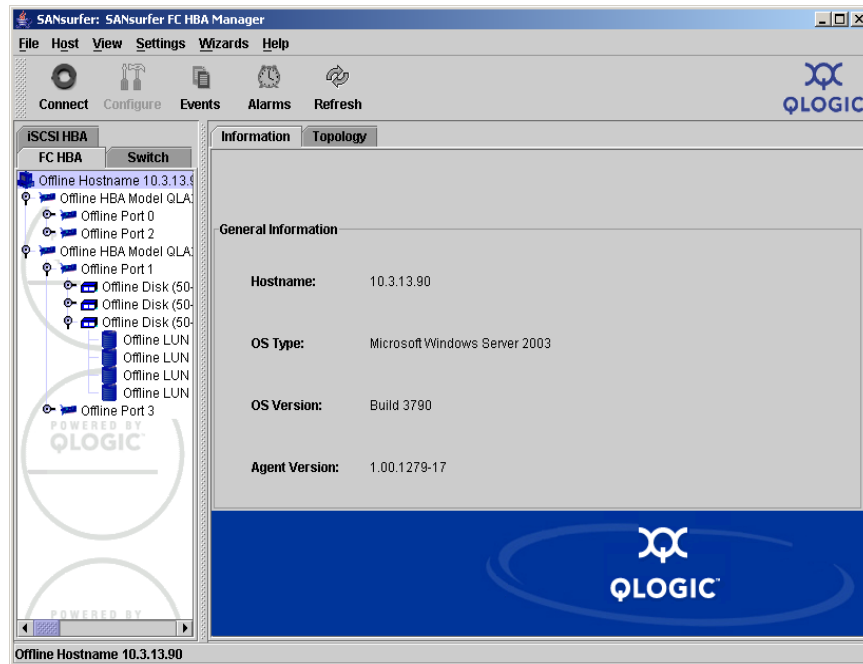 SANsurfer: SANsurfer FC HBA Manager
File Host View Settings Wizards Help
Connect Configure Events Alarms Refresh
QLOGIC
iSCSI HBA
FC HBA Switch
Information Topology
Offline Hostname 10.3.13.9
Offline HBA Model QLA
Offline Port 0
Offline Port 2
Offline HBA Model QLA
Offline Port 1
Offline Disk (50-
Offline Disk (50-
Offline Disk (50-
Offline LUN
Offline LUN
Offline LUN
Offline LUN
Offline Port 3
POWERED BY
QLOGIC
POWERED BY
General Information
Hostname: 10.3.13.90
OS Type: Microsoft Windows Server 2003
OS Version: Build 3790
Agent Version: 1.00.1279-17
QLOGIC
Offline Hostname 10.3.13.90